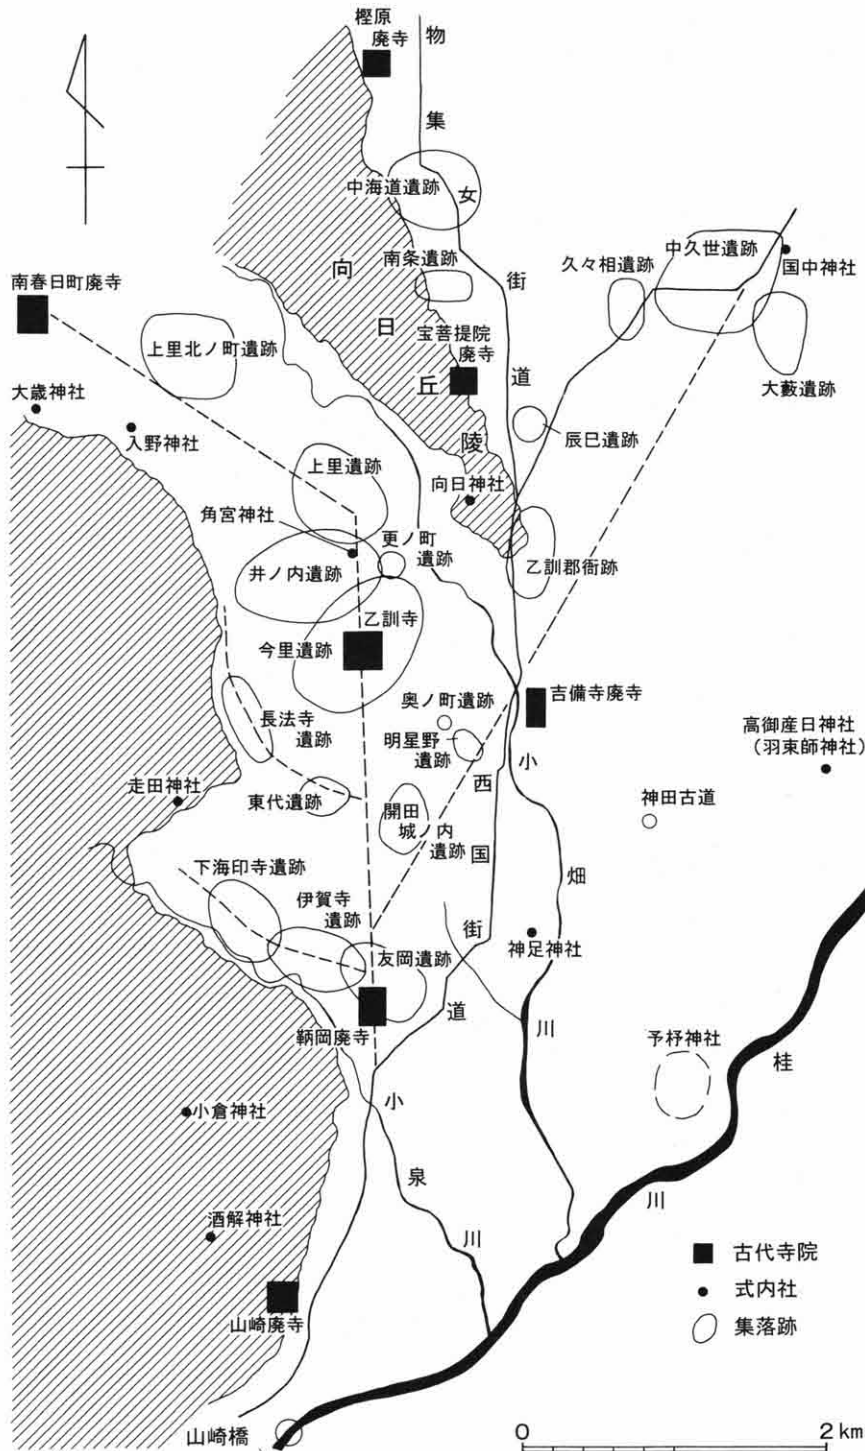 樫原
廃寺
物集女街道
中海道遺跡
南条遺跡
向日丘陵
宝菩提院
廃寺
久々相遺跡
中久世遺跡
国中神社
大藪遺跡
辰巳遺跡
南春日町廃寺
上里北ノ町遺跡
大歳神社
入野神社
上里遺跡
向日神社
角宮神社
更ノ町
遺跡
井ノ内遺跡
乙訓郡衙跡
乙訓寺
今里遺跡
奥ノ町遺跡
吉備寺廃寺
明星野
遺跡
長法寺
遺跡
高御産日神社
(羽束師神社)
走田神社
東代遺跡
開田
城ノ内
遺跡
神田古道
西国街道
小畑川
下海印寺遺跡
伊賀寺
遺跡
友岡遺跡
神足神社
鞆岡廃寺
予杼神社
桂川
小倉神社
小泉川
酒解神社
山崎廃寺
山崎橋
古代寺院
式内社
集落跡
0 2km